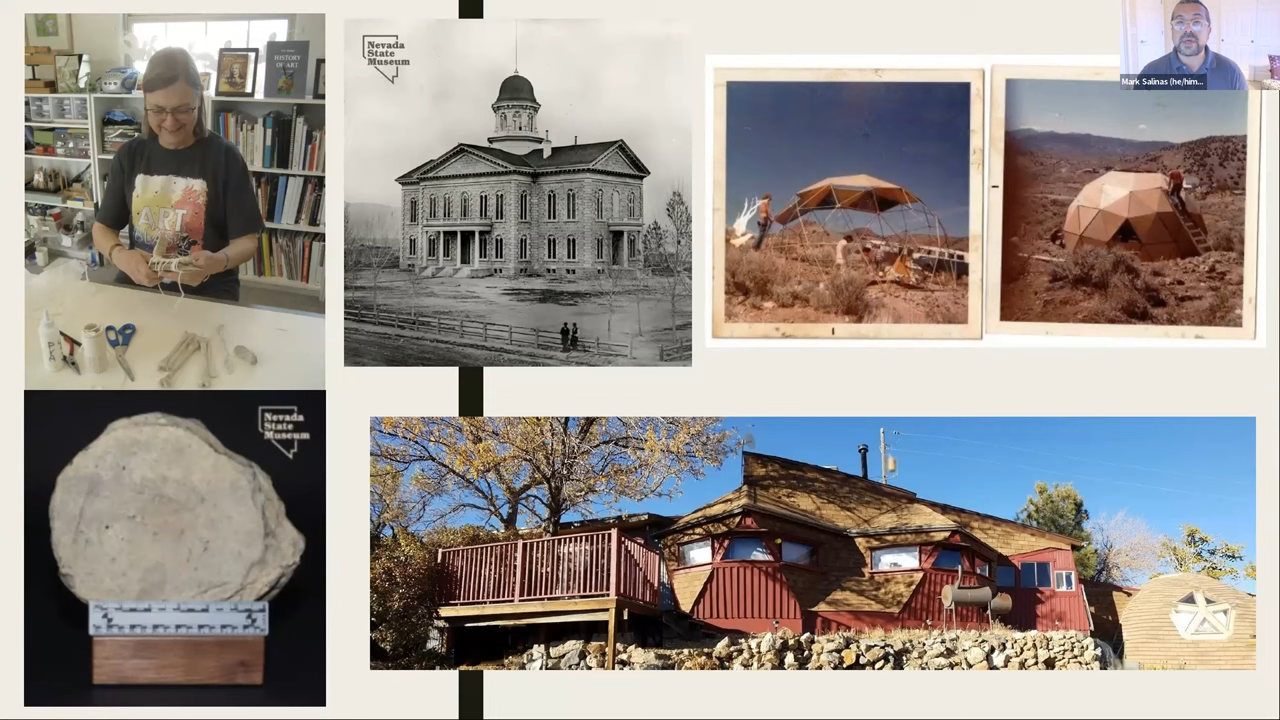 HISTORY
OF ART
ART
Nevada
State
Museum
Mark Salinas (he/him...
Nevada
State
Museum